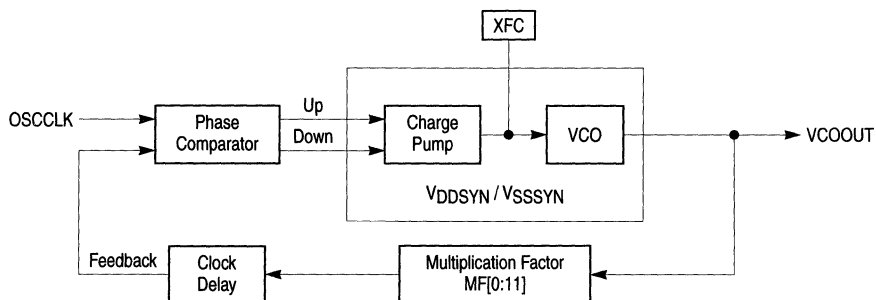 XFC
OSCCLK
Phase
Comparator
Up
Down
Charge
Pump
VCO
VCOOUT
VDDSYN / VSSSYN
Feedback
Clock
Delay
Multiplication Factor
MF[0:11]